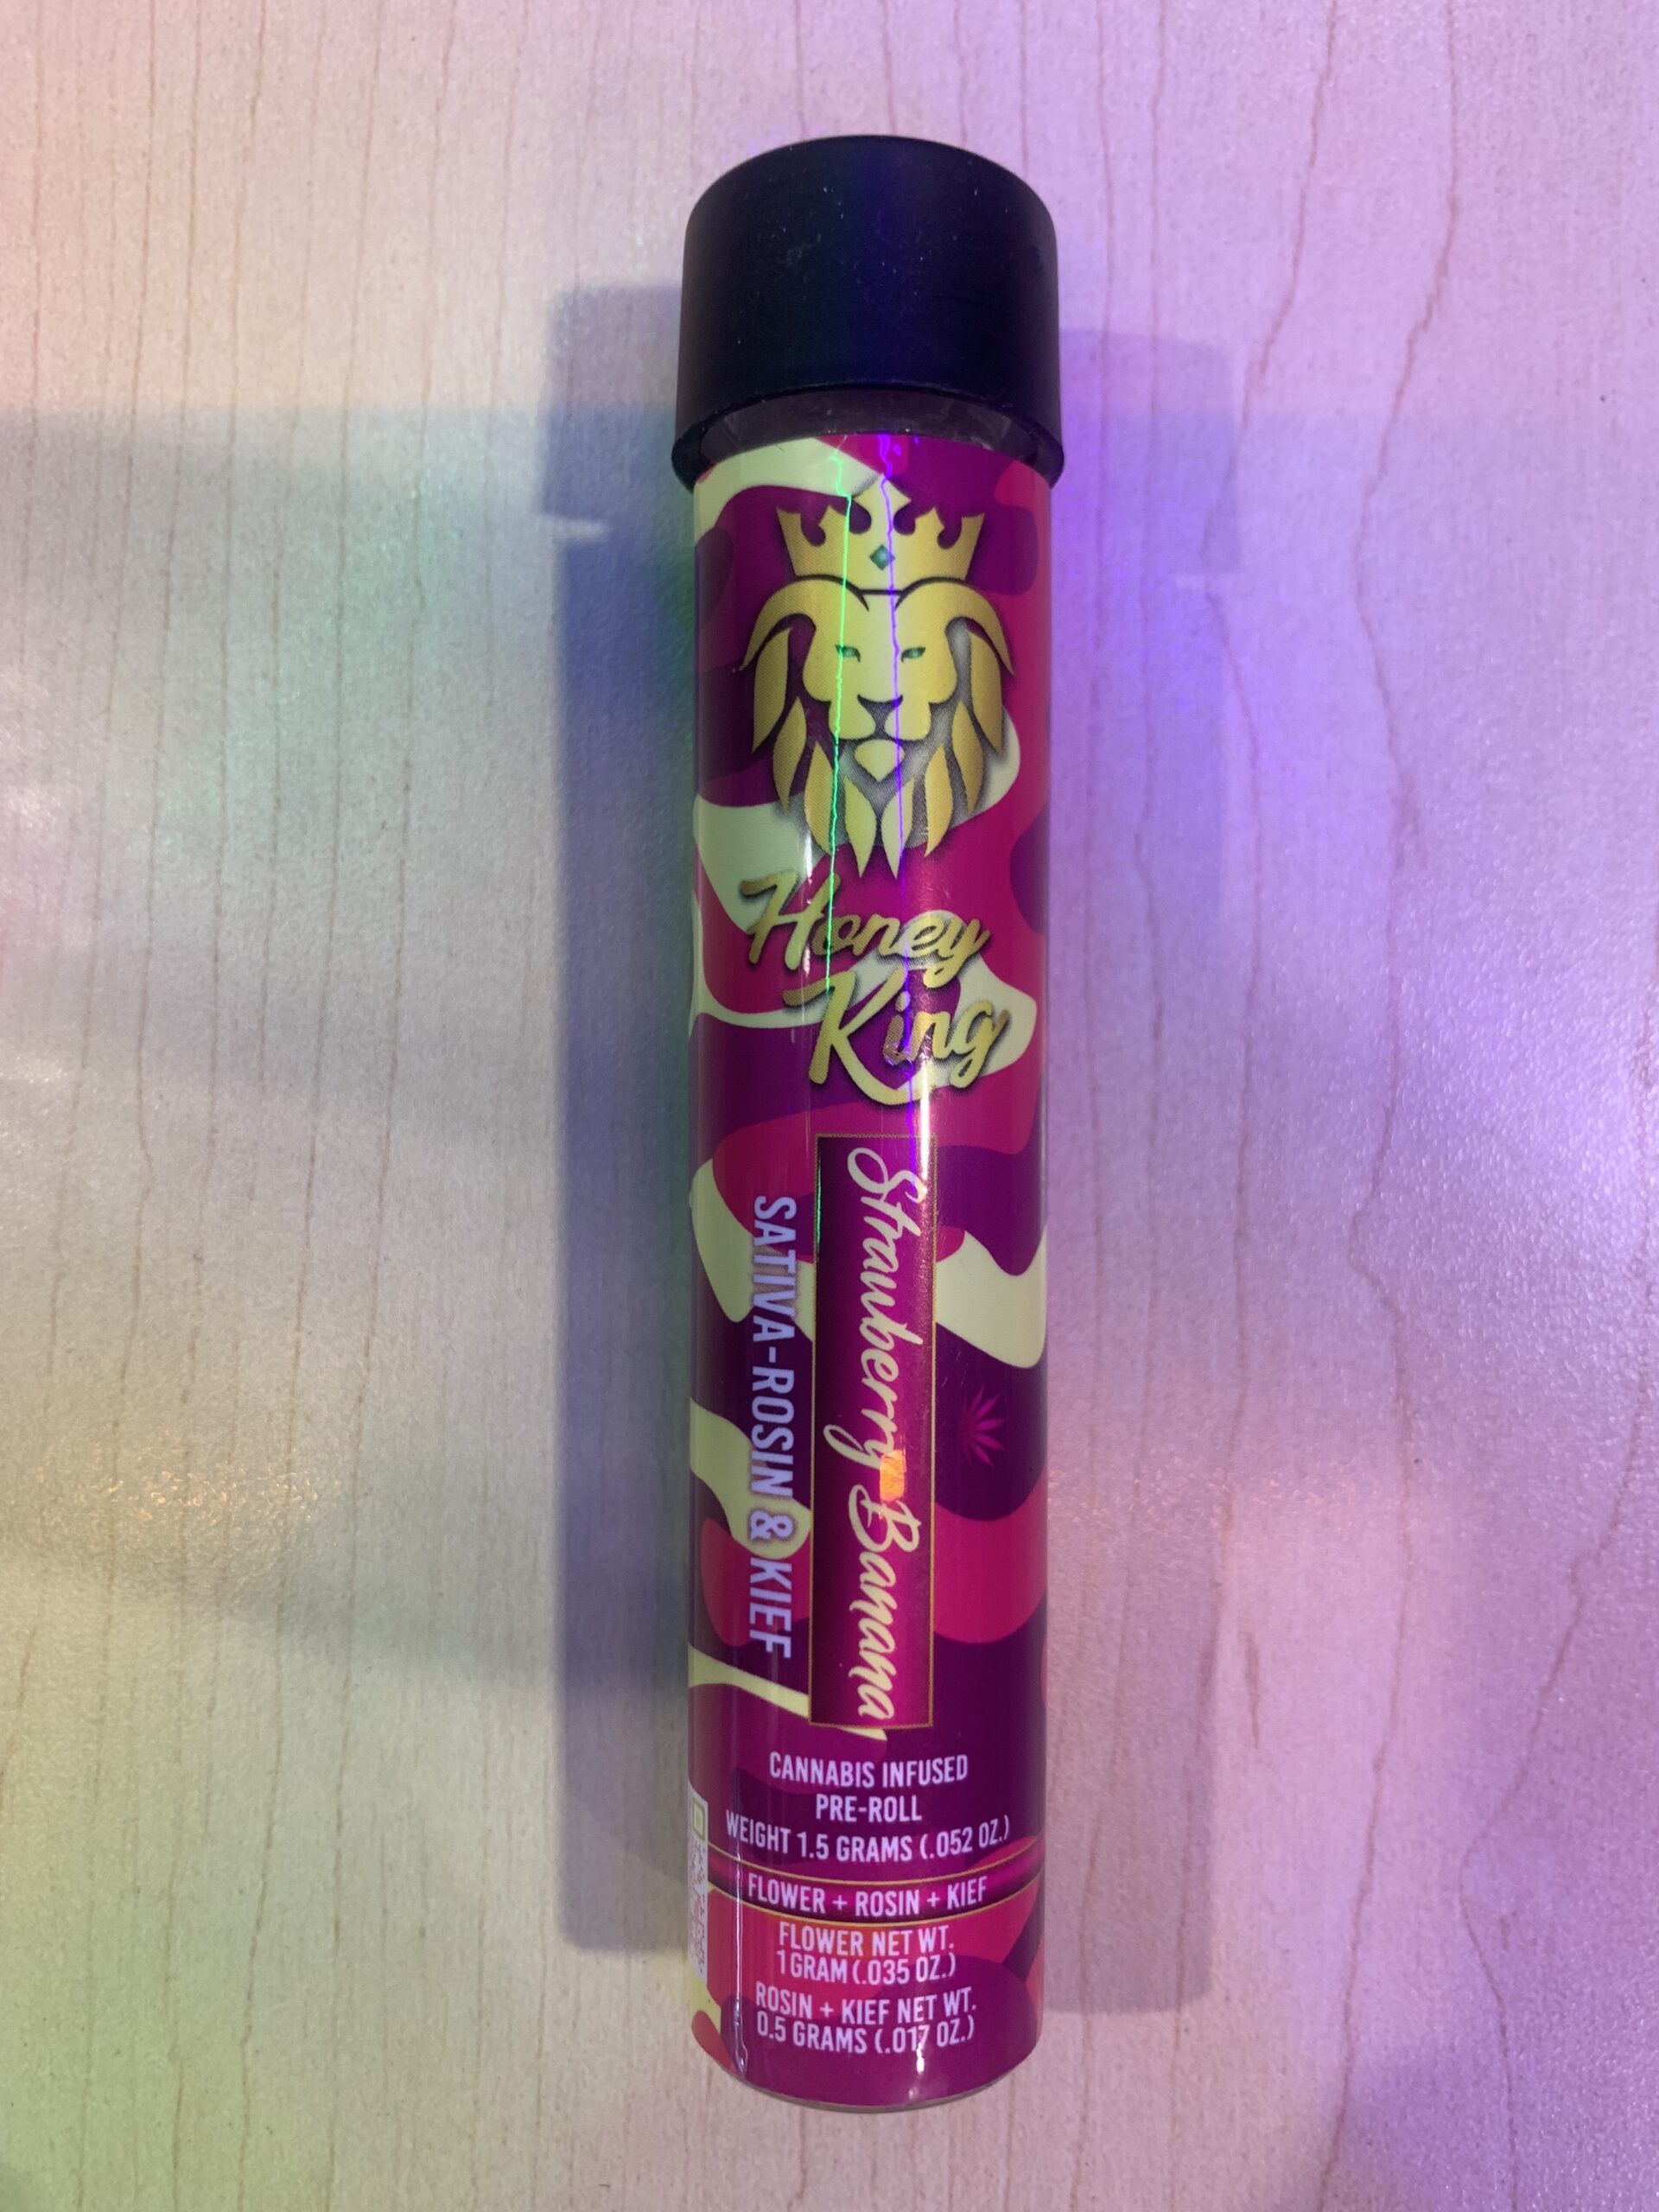 Honey
King
Strawberry Banana
SATIVA-ROSIN & KIEF
CANNABIS INFUSED
PRE-ROLL
WEIGHT 1.5 GRAMS (.052 OZ.)
FLOWER + ROSIN + KIEF
FLOWER NET WT.
1 GRAM (.035 OZ.)
ROSIN + KIEF NET WT.
0.5 GRAMS (.017 OZ.)